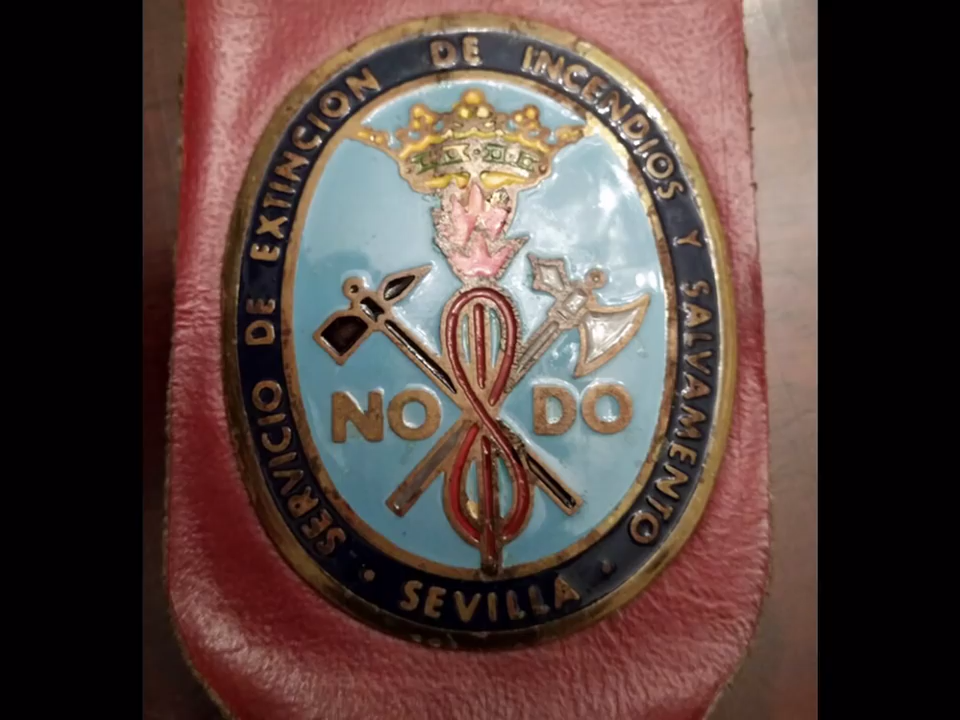 SERVICIO DE EXTINCION DE INCENDIOS Y SALVAMENTO
· SEVILLA ·
NO DO